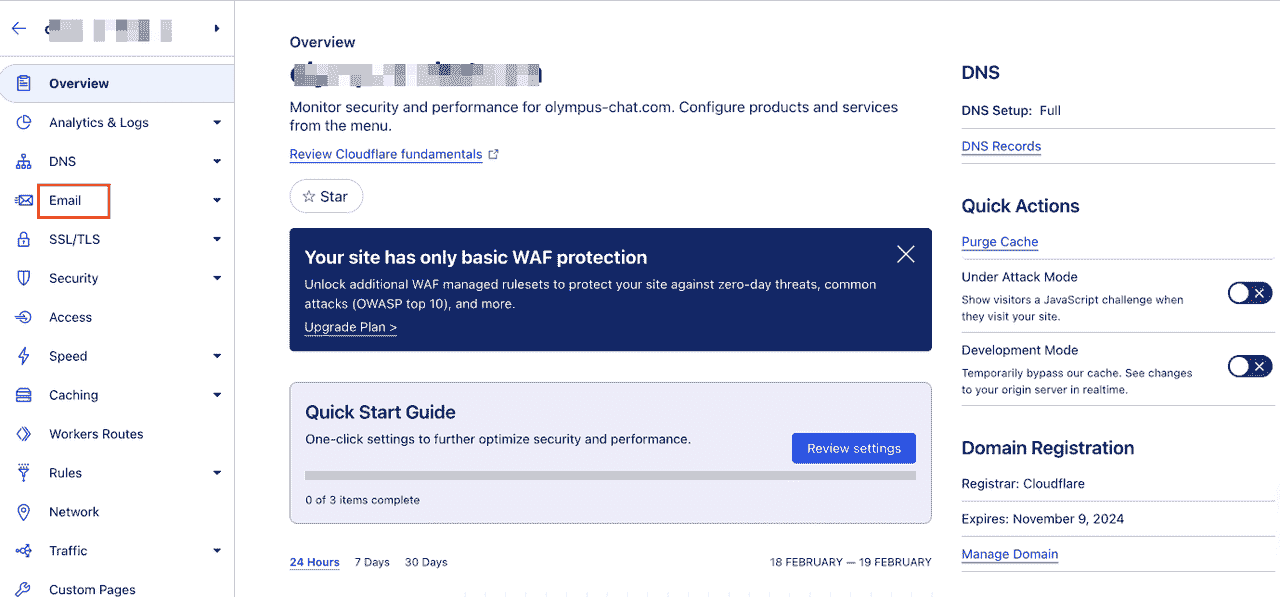 Overview
Analytics & Logs
DNS
Email
SSL/TLS
Security
Access
Speed
Caching
Workers Routes
Rules
Network
Traffic
Custom Pages
Overview
Monitor security and performance for olympus-chat.com. Configure products and services
from the menu.
Review Cloudflare fundamentals
Star
Your site has only basic WAF protection
Unlock additional WAF managed rulesets to protect your site against zero-day threats, common
attacks (OWASP top 10), and more.
Upgrade Plan >
Quick Start Guide
One-click settings to further optimize security and performance.
Review settings
0 of 3 items complete
24 Hours 7 Days 30 Days 18 FEBRUARY — 19 FEBRUARY
DNS
DNS Setup: Full
DNS Records
Quick Actions
Purge Cache
Under Attack Mode
Show visitors a JavaScript challenge when
they visit your site.
Development Mode
Temporarily bypass our cache. See changes
to your origin server in realtime.
Domain Registration
Registrar: Cloudflare
Expires: November 9, 2024
Manage Domain